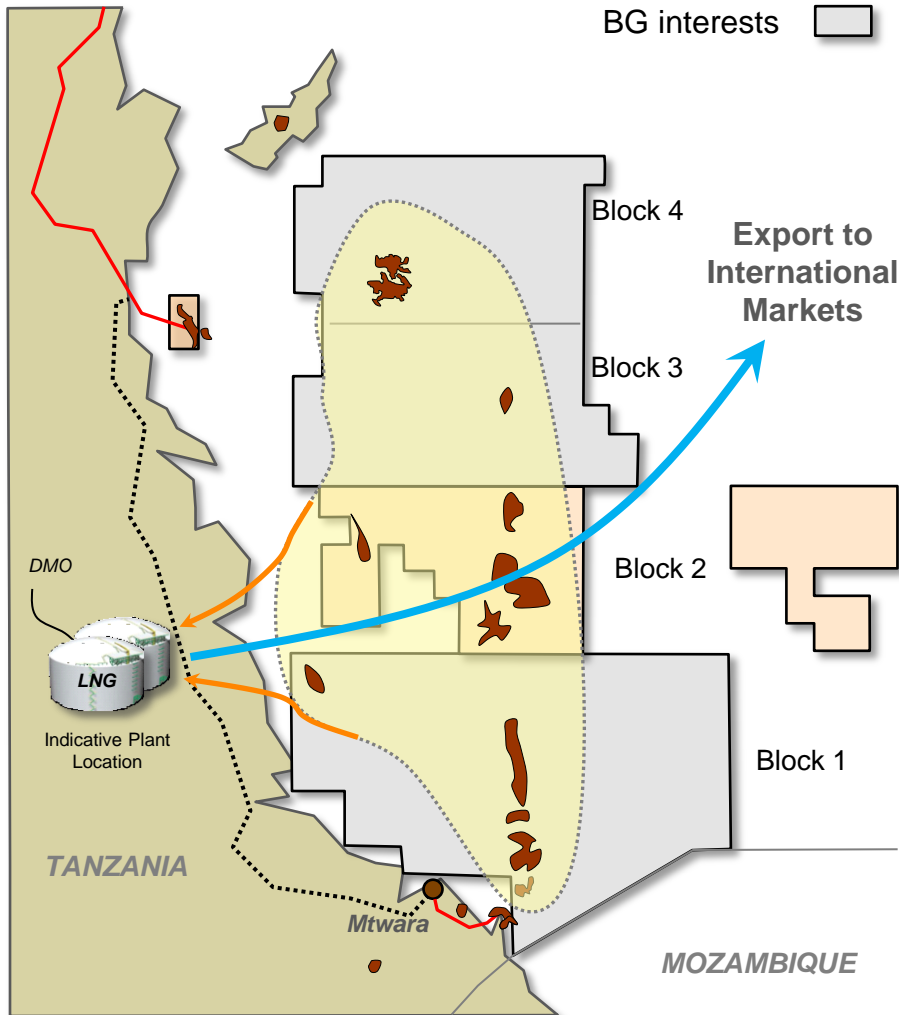 BG interests
Block 4
Export to
International
Markets
Block 3
Block 2
DMO
LNG
Indicative Plant
Location
Block 1
TANZANIA
Mtwara
MOZAMBIQUE